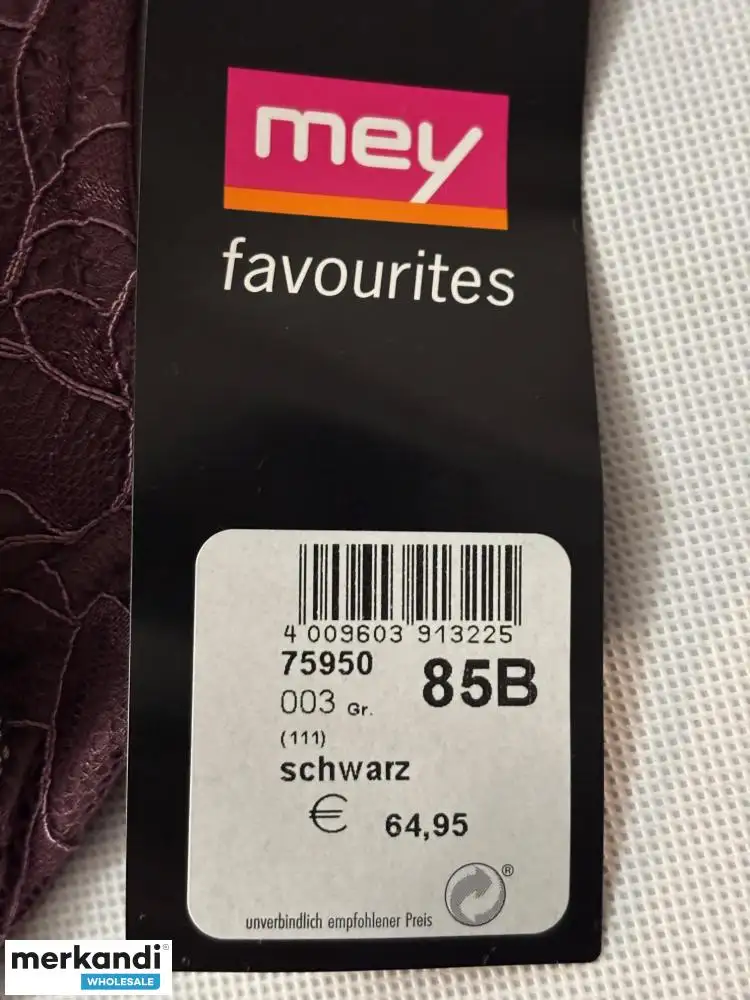 mey
favourites
4 009603 913225
75950
85B
003 Gr.
(111)
schwarz
€ 64,95
®
unverbindlich empfohlener Preis
merkandi®
WHOLESALE